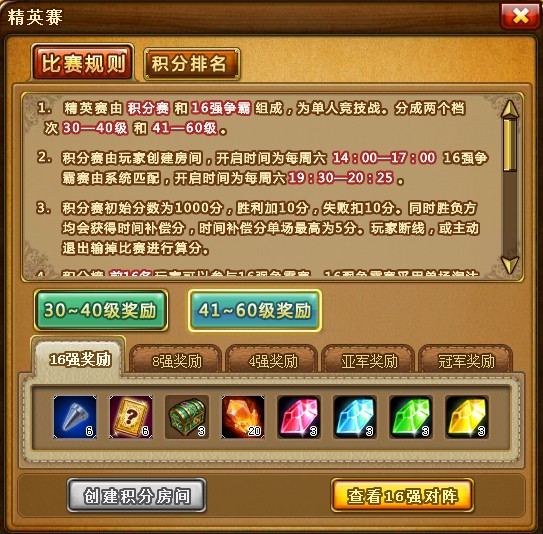 精英赛
比赛规则 积分排名
1. 精英赛由 积分赛 和 16强争霸 组成，为单人竞技战。分成两个档
次 30—40级 和 41—60级。
2. 积分赛由玩家创建房间，开启时间为每周六 14：00—17：00 16强争
霸赛由系统匹配，开启时间为每周六19：30—20：25。
3. 积分赛初始分数为1000分，胜利加10分，失败扣10分。同时胜负方
均会获得时间补偿分，时间补偿分单场最高为5分。玩家断线，或主动
退出输掉比赛进行算分。
30~40级奖励 41~60级奖励
16强奖励 8强奖励 4强奖励 亚军奖励 冠军奖励
6 6 3 20 3 3 3 3
创建积分房间 查看16强对阵